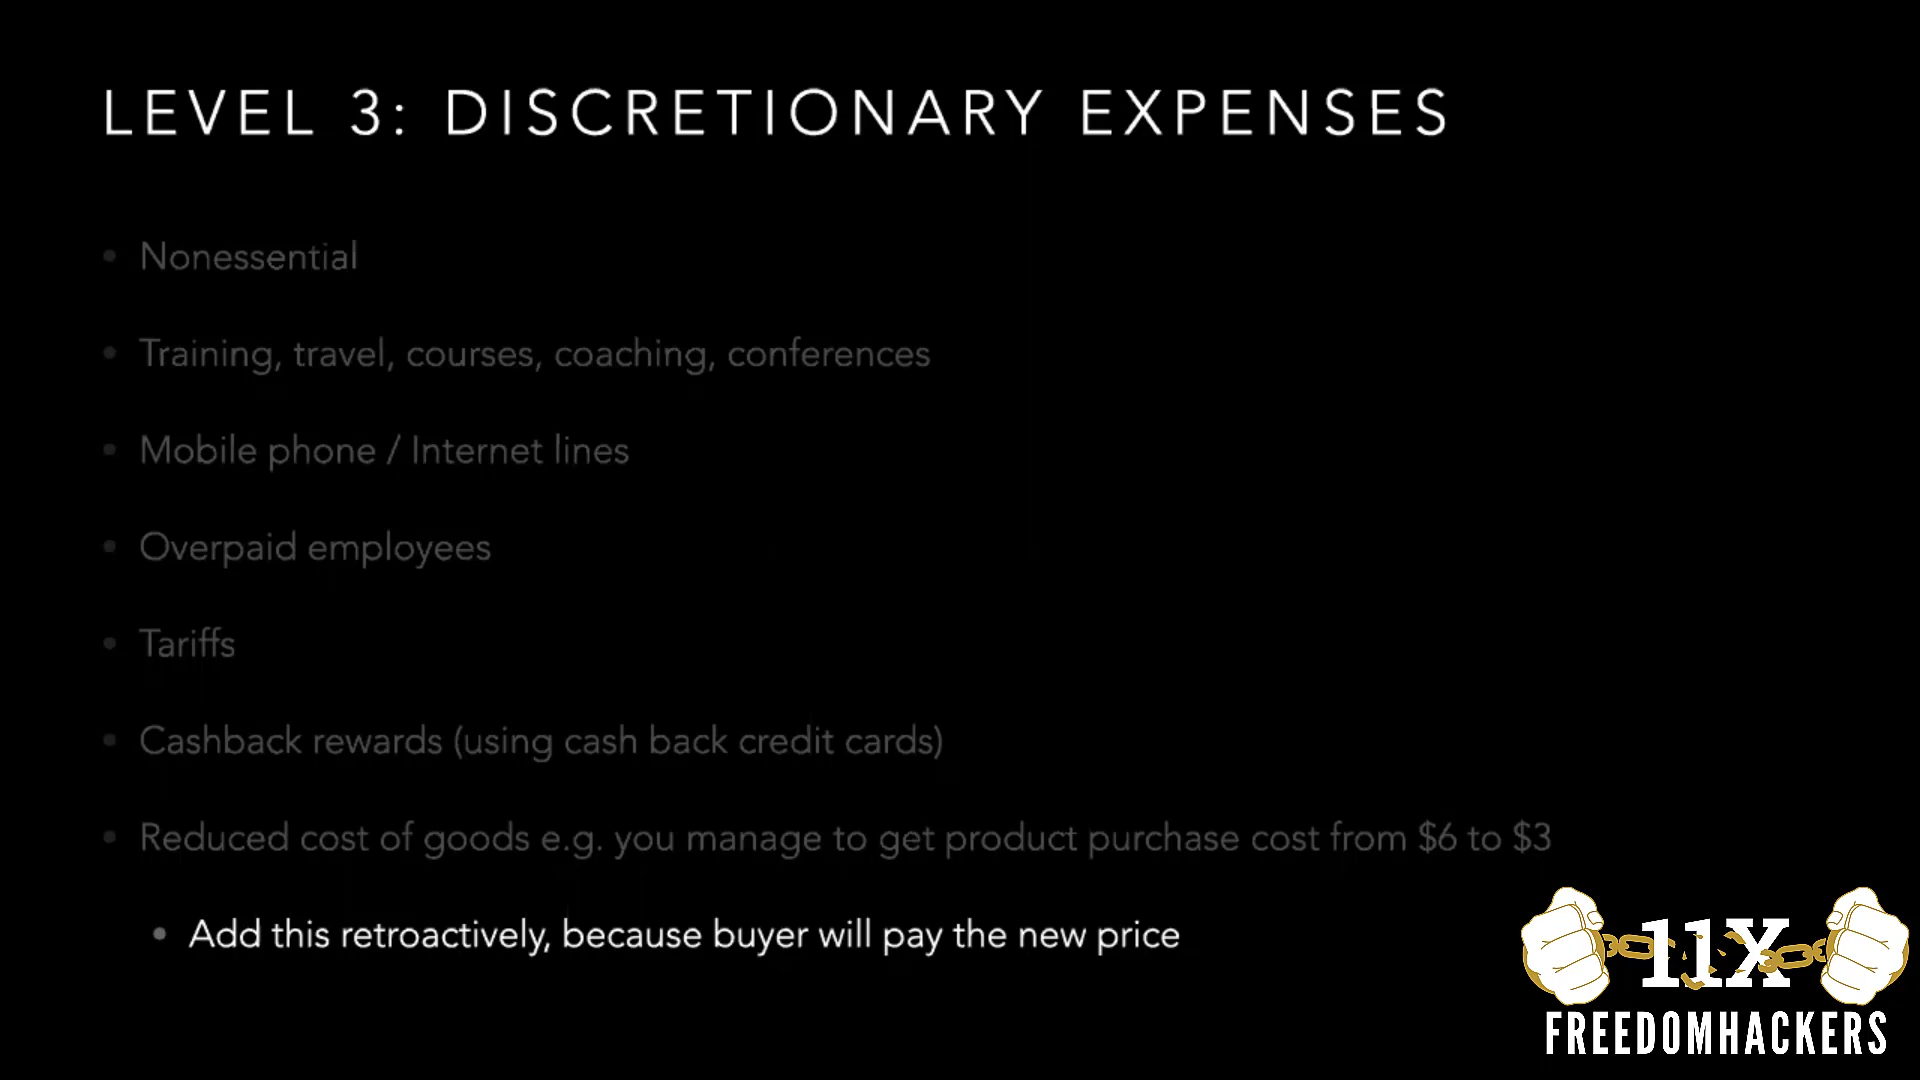 LEVEL 3: DISCRETIONARY EXPENSES
• Nonessential
• Training, travel, courses, coaching, conferences
• Mobile phone / Internet lines
• Overpaid employees
• Tariffs
• Cashback rewards (using cash back credit cards)
• Reduced cost of goods e.g. you manage to get product purchase cost from $6 to $3
• Add this retroactively, because buyer will pay the new price
11X
FREEDOMHACKERS